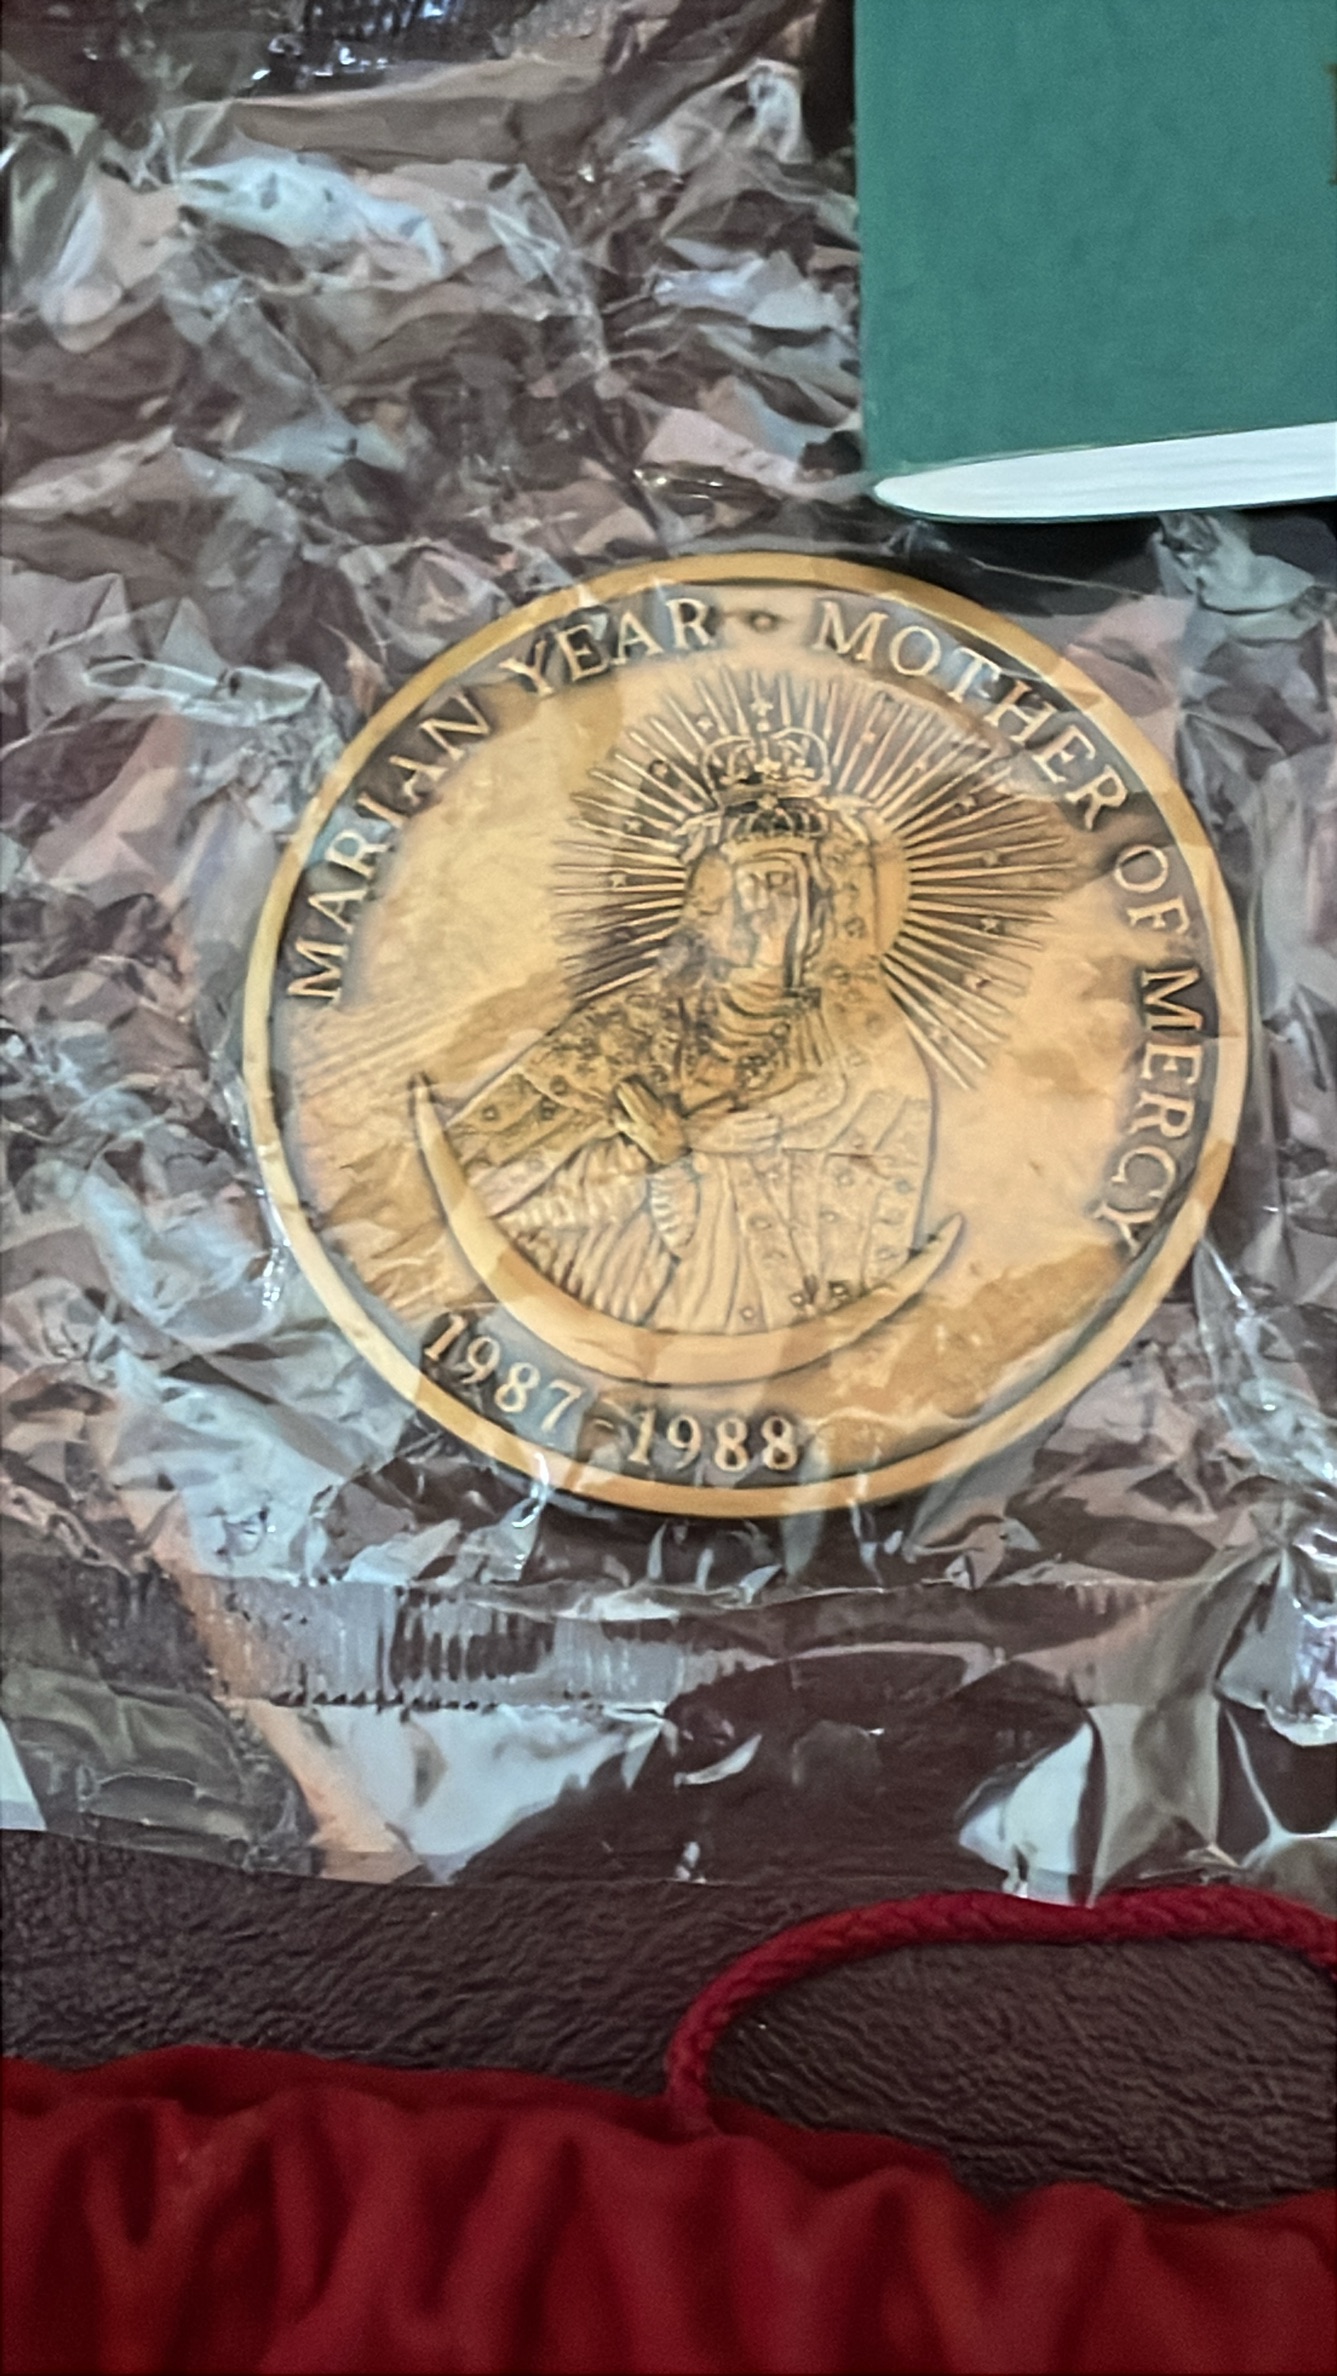 MARIAN YEAR · MOTHER OF MERCY
1987-1988